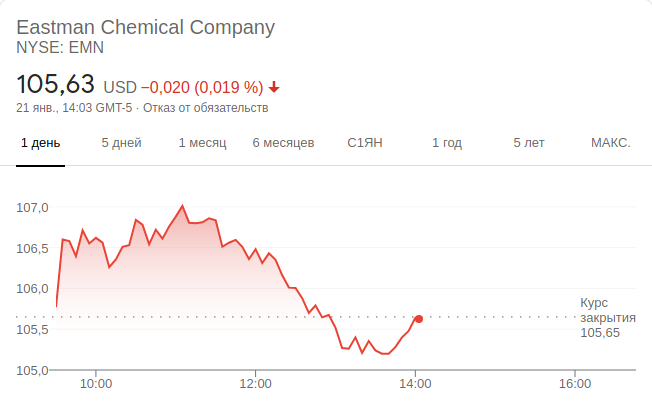 Eastman Chemical Company
NYSE: EMN
105,63 USD −0,020 (0,019 %)
21 янв., 14:03 GMT-5 · Отказ от обязательств
1 день 5 дней 1 месяц 6 месяцев С1ЯН 1 год 5 лет МАКС.
107,0
106,5
106,0
Курс
закрытия
105,65
105,5
105,0
10:00 12:00 14:00 16:00